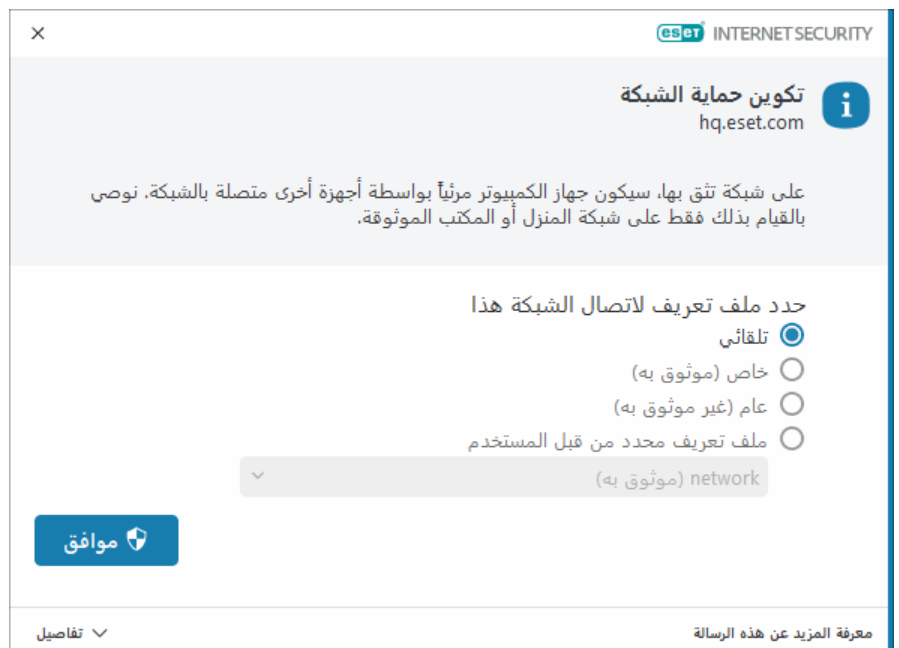 eset INTERNET SECURITY
تكوين حماية الشبكة
hq.eset.com
على شبكة تثق بها، سيكون جهاز الكمبيوتر مرئياً بواسطة أجهزة أخرى متصلة بالشبكة. نوصي
بالقيام بذلك فقط على شبكة المنزل أو المكتب الموثوقة.
حدد ملف تعريف لاتصال الشبكة هذا
تلقائي
خاص (موثوق به)
عام (غير موثوق به)
ملف تعريف محدد من قبل المستخدم
network (موثوق به)
موافق
معرفة المزيد عن هذه الرسالة
تفاصيل